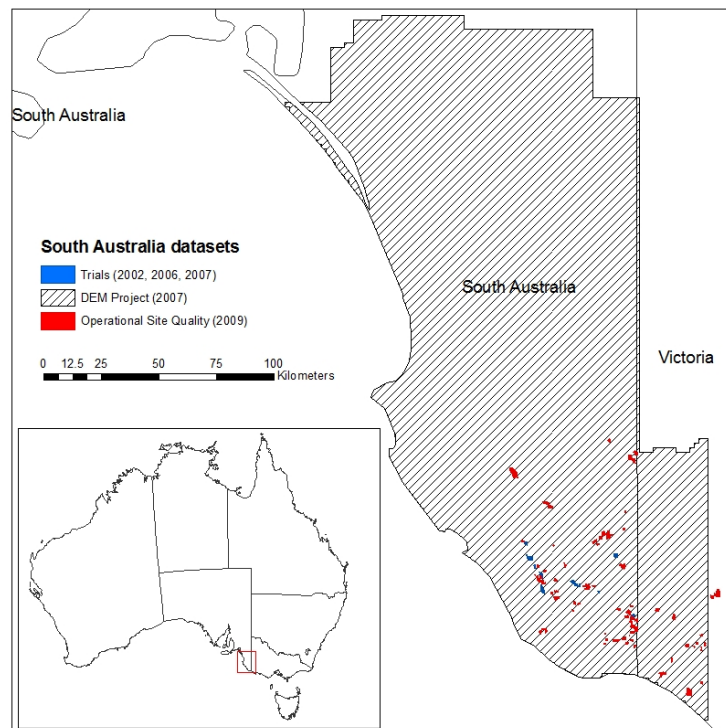 South Australia
South Australia datasets
Trials (2002, 2006, 2007)
DEM Project (2007)
Operational Site Quality (2009)
0 12.5 25 50 75 100
Kilometers
South Australia
Victoria